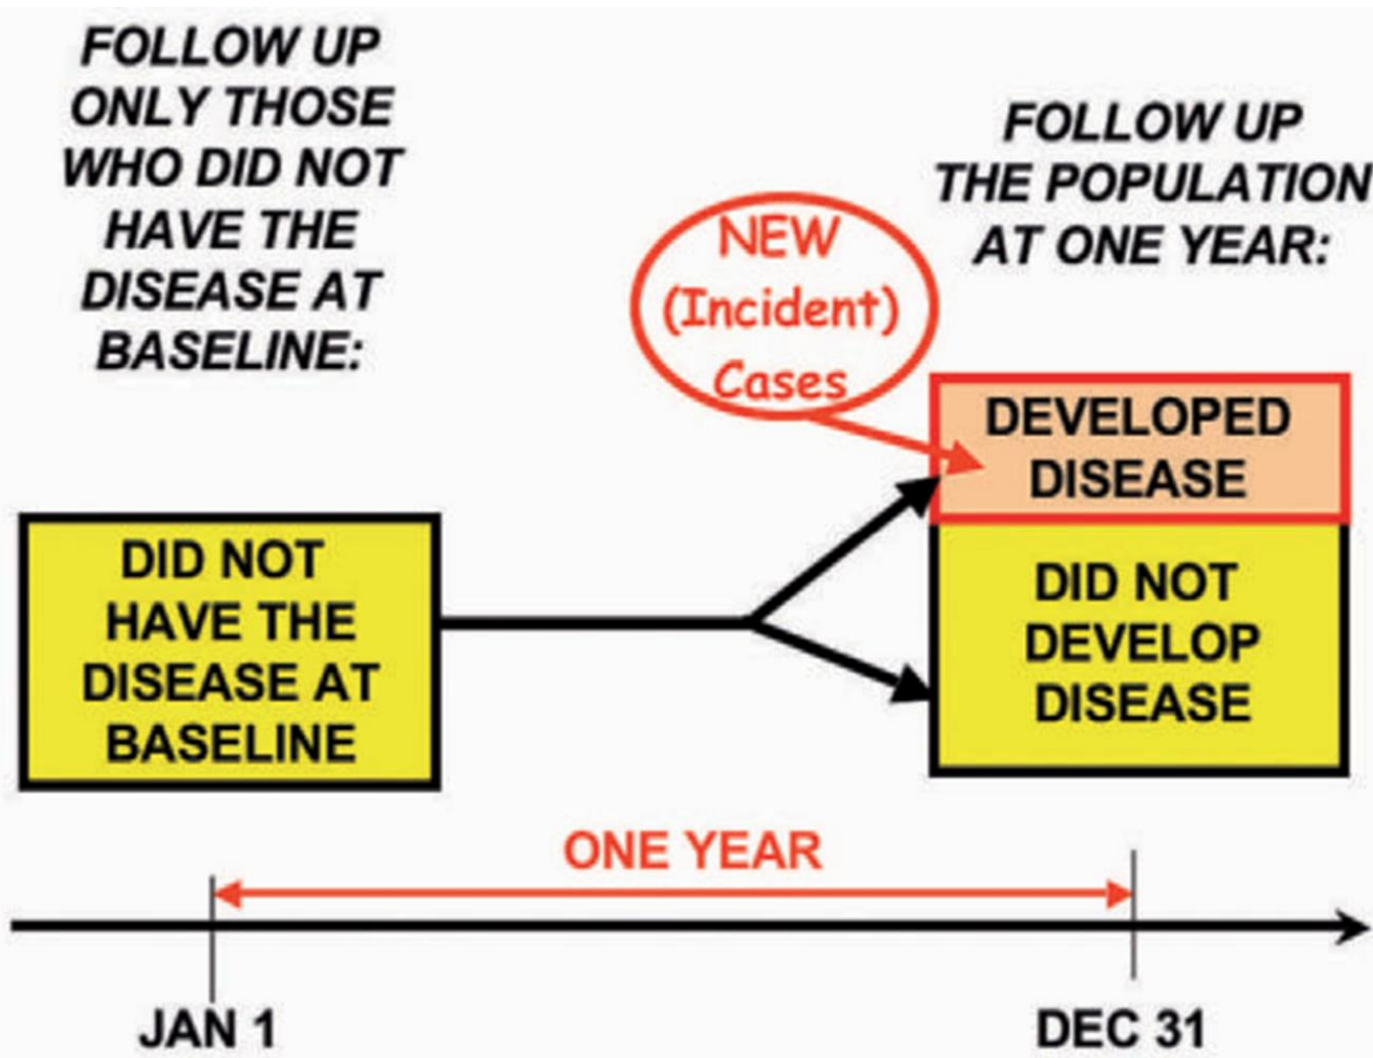 FOLLOW UP
ONLY THOSE
WHO DID NOT
HAVE THE
DISEASE AT
BASELINE:
FOLLOW UP
THE POPULATION
AT ONE YEAR:
NEW
(Incident)
Cases
DEVELOPED
DISEASE
DID NOT
HAVE THE
DISEASE AT
BASELINE
DID NOT
DEVELOP
DISEASE
ONE YEAR
JAN 1
DEC 31